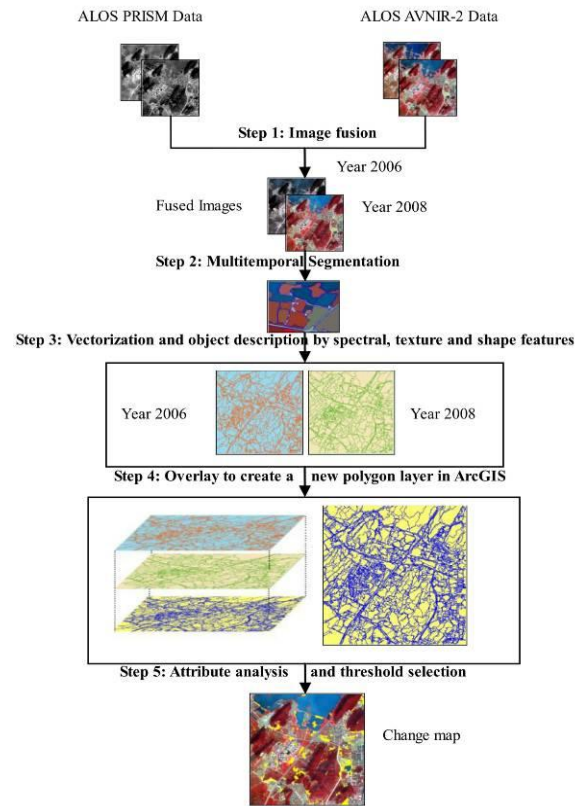 ALOS PRISM Data
ALOS AVNIR-2 Data
Step 1: Image fusion
Year 2006
Fused Images
Year 2008
Step 2: Multitemporal Segmentation
Step 3: Vectorization and object description by spectral, texture and shape features
Year 2006
Year 2008
Step 4: Overlay to create a new polygon layer in ArcGIS
Step 5: Attribute analysis and threshold selection
Change map